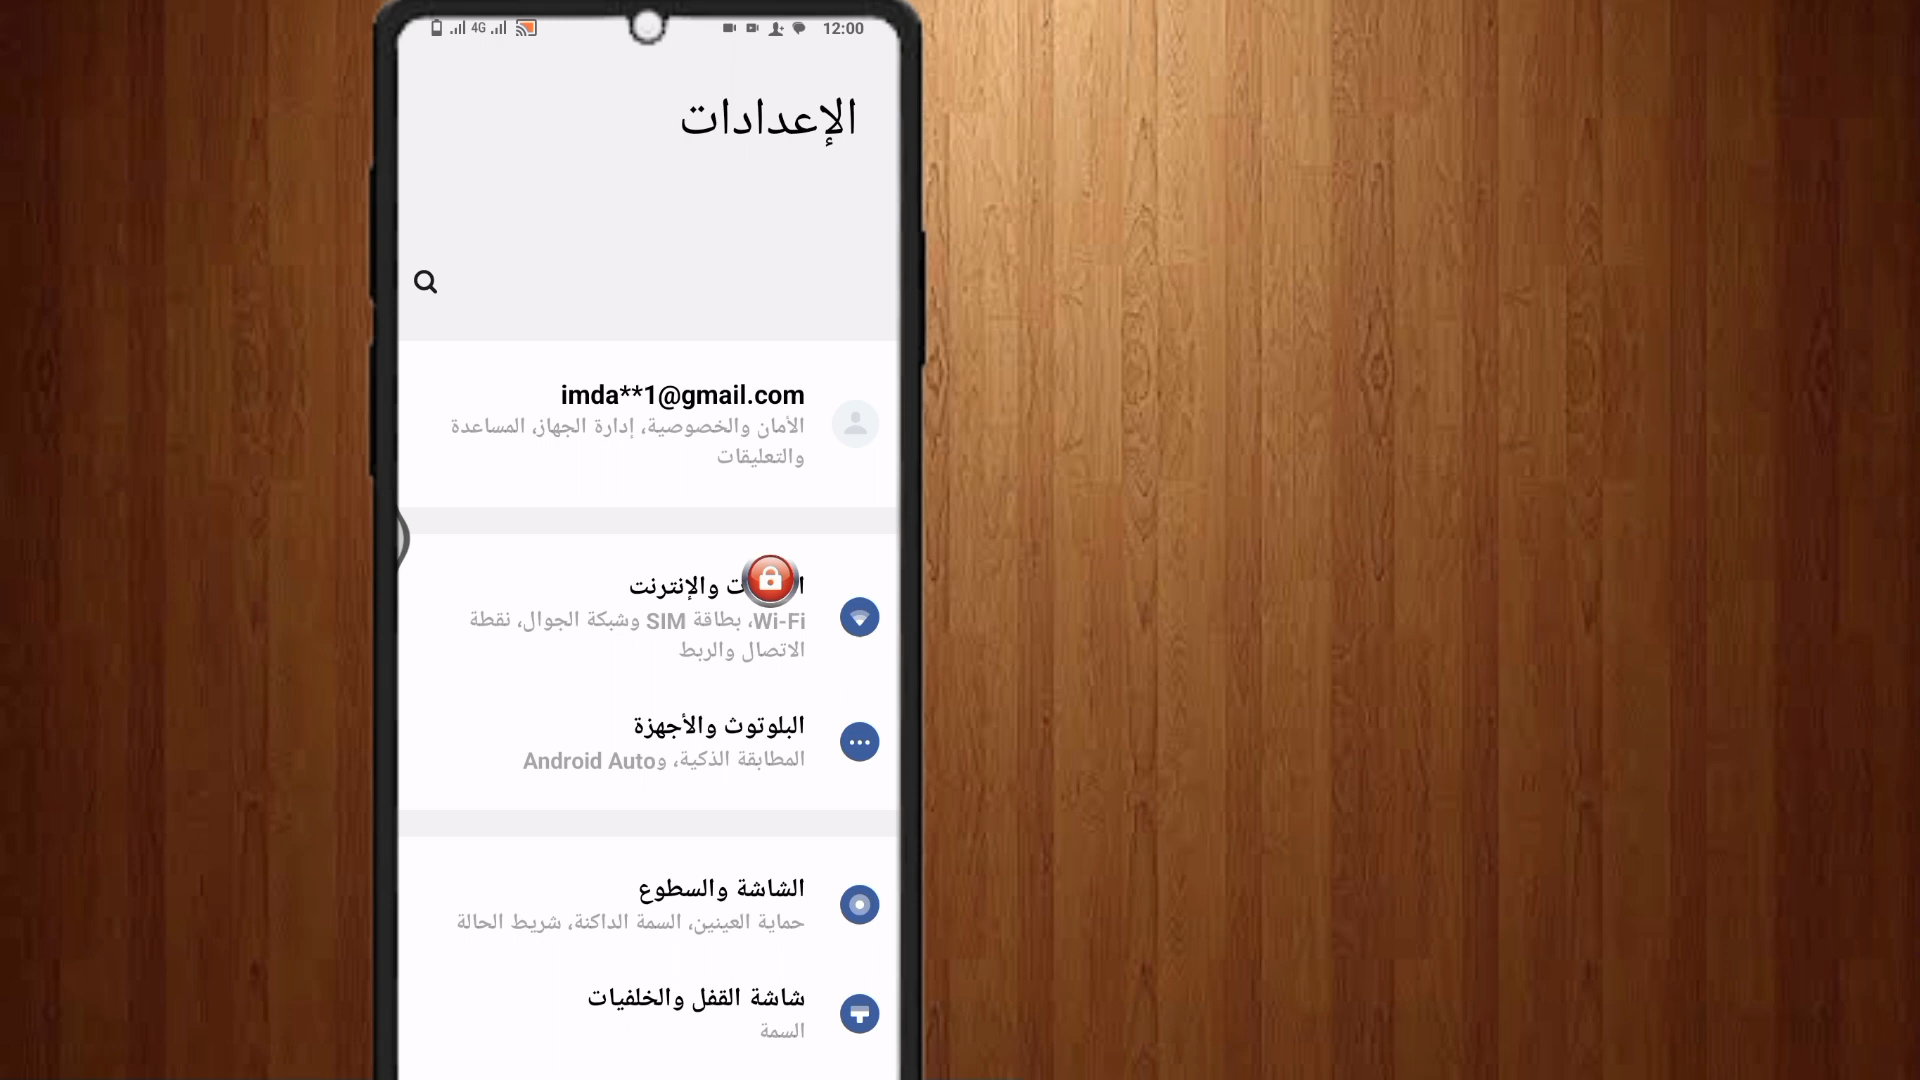 4G
12:00
الإعدادات
imda**1@gmail.com
الأمان والخصوصية، إدارة الجهاز، المساعدة
والتعليقات
والإنترنت
Wi-Fi، بطاقة SIM وشبكة الجوال، نقطة
الاتصال والربط
البلوتوث والأجهزة
المطابقة الذكية، وAndroid Auto
الشاشة والسطوع
حماية العينين، السمة الداكنة، شريط الحالة
شاشة القفل والخلفيات
السمة